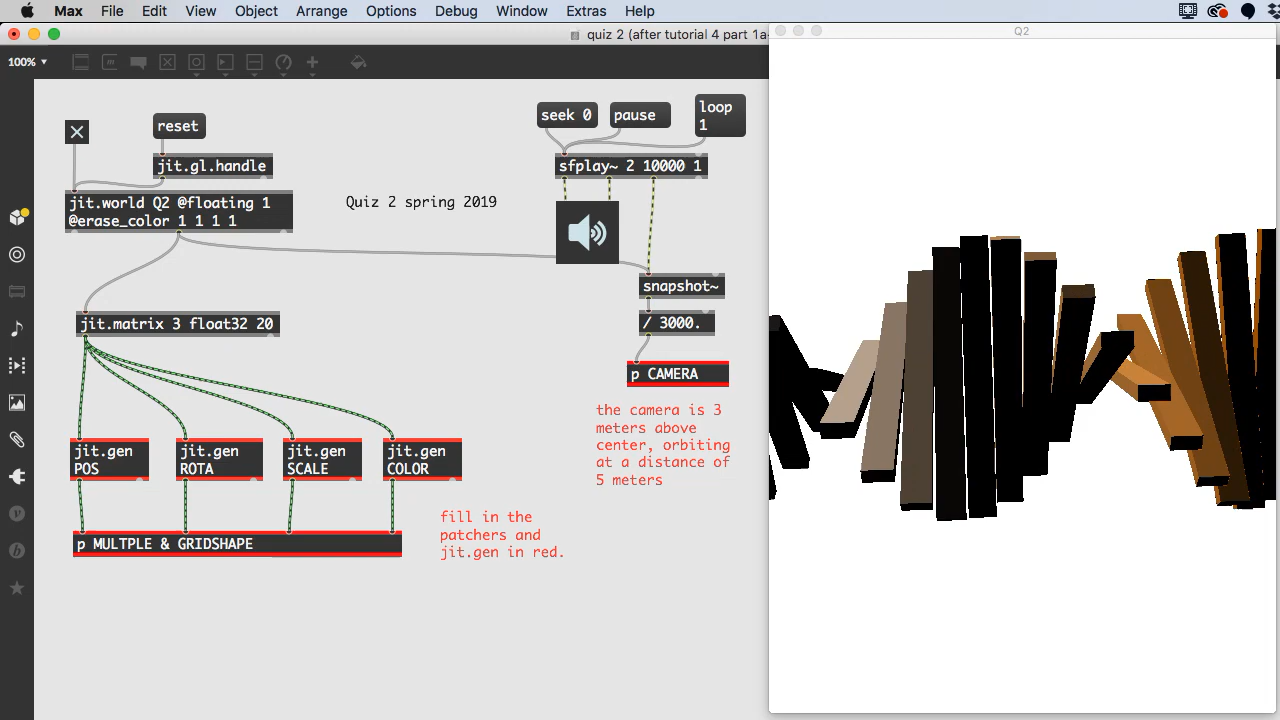 Max File Edit View Object Arrange Options Debug Window Extras Help
quiz 2 (after tutorial 4 part 1a-
Q2
100%
reset
seek 0
pause
loop
1
jit.gl.handle
sfplay~ 2 10000 1
jit.world Q2 @floating 1
@erase_color 1 1 1 1
Quiz 2 spring 2019
snapshot~
jit.matrix 3 float32 20
/ 3000.
p CAMERA
the camera is 3
meters above
center, orbiting
at a distance of
5 meters
jit.gen
POS
jit.gen
ROTA
jit.gen
SCALE
jit.gen
COLOR
fill in the
patchers and
jit.gen in red.
p MULTPLE & GRIDSHAPE